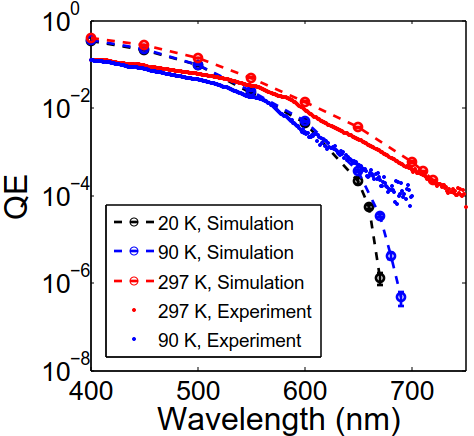 10^0
10^−2
10^−4
10^−6
10^−8
QE
20 K, Simulation
90 K, Simulation
297 K, Simulation
297 K, Experiment
90 K, Experiment
400 500 600 700
Wavelength (nm)